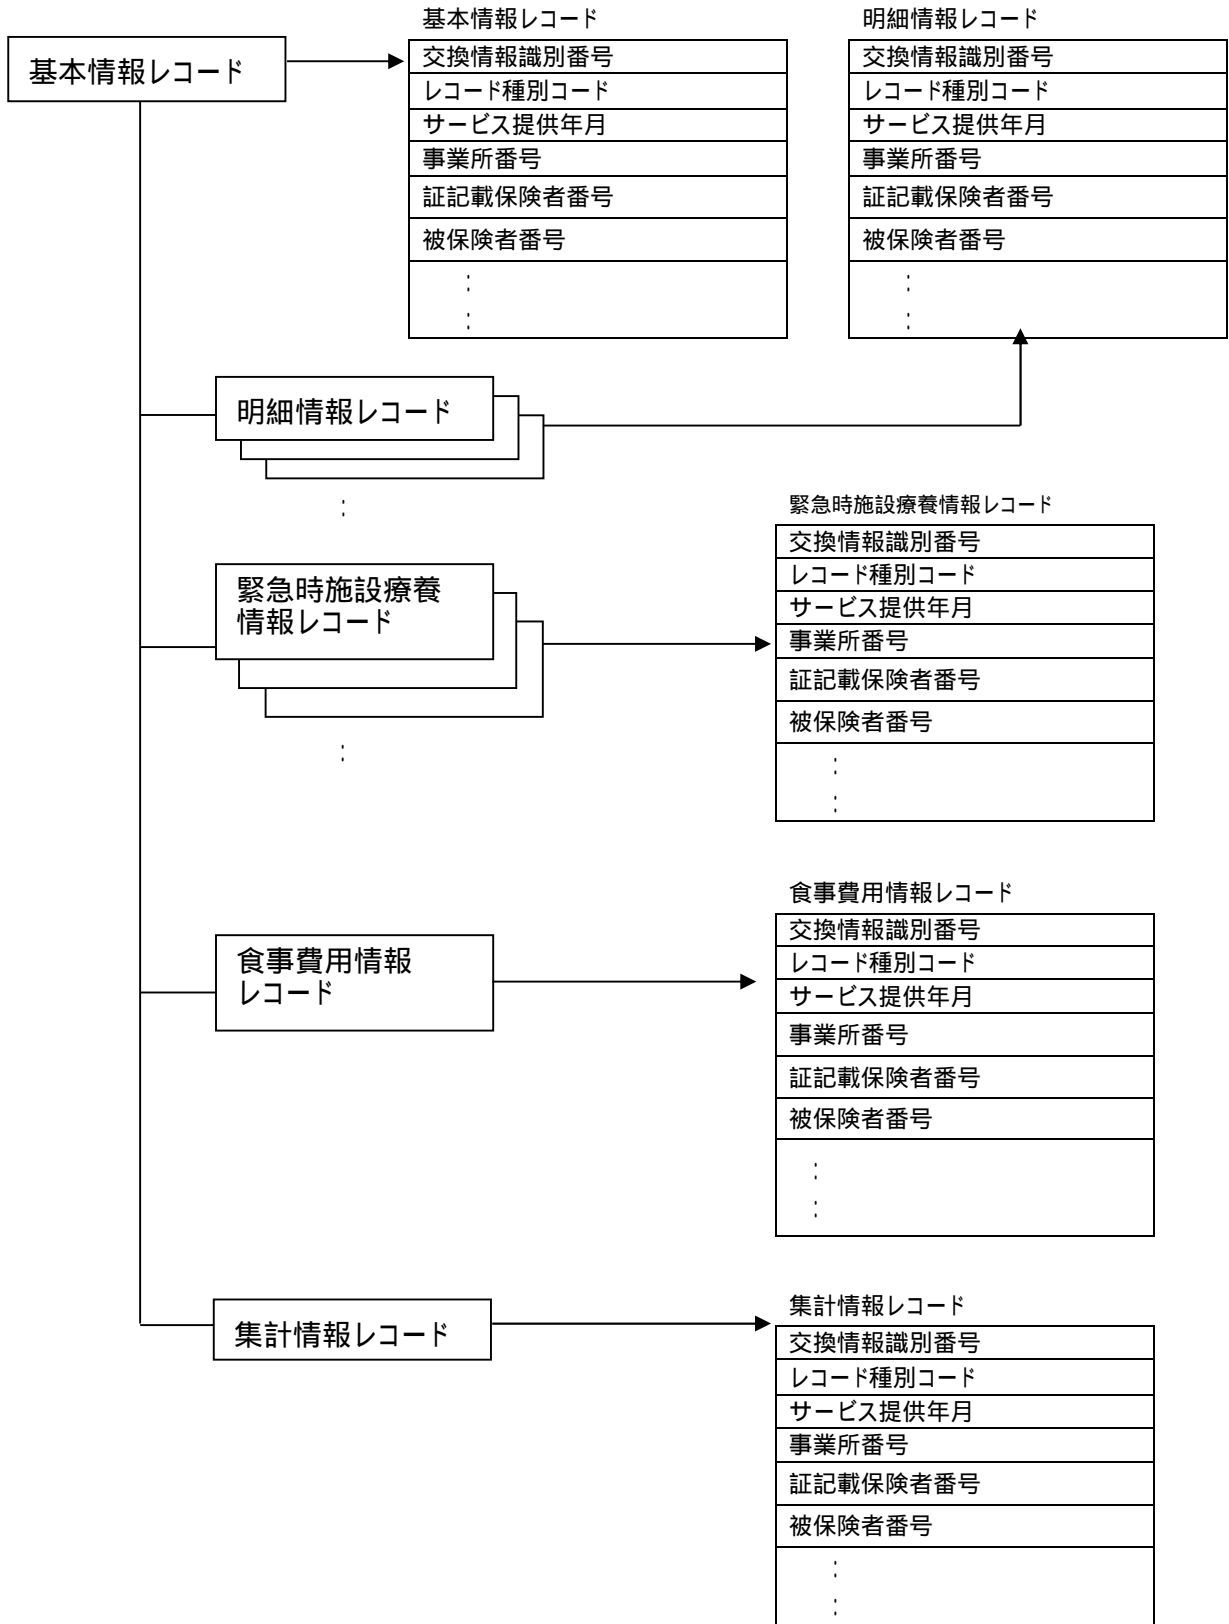 基本情報レコード
基本情報レコード
交換情報識別番号
レコード種別コード
サービス提供年月
事業所番号
証記載保険者番号
被保険者番号
:
:
明細情報レコード
交換情報識別番号
レコード種別コード
サービス提供年月
事業所番号
証記載保険者番号
被保険者番号
:
:
明細情報レコード
:
緊急時施設療養
情報レコード
:
緊急時施設療養情報レコード
交換情報識別番号
レコード種別コード
サービス提供年月
事業所番号
証記載保険者番号
被保険者番号
:
:
食事費用情報
レコード
食事費用情報レコード
交換情報識別番号
レコード種別コード
サービス提供年月
事業所番号
証記載保険者番号
被保険者番号
:
:
集計情報レコード
集計情報レコード
交換情報識別番号
レコード種別コード
サービス提供年月
事業所番号
証記載保険者番号
被保険者番号
:
: